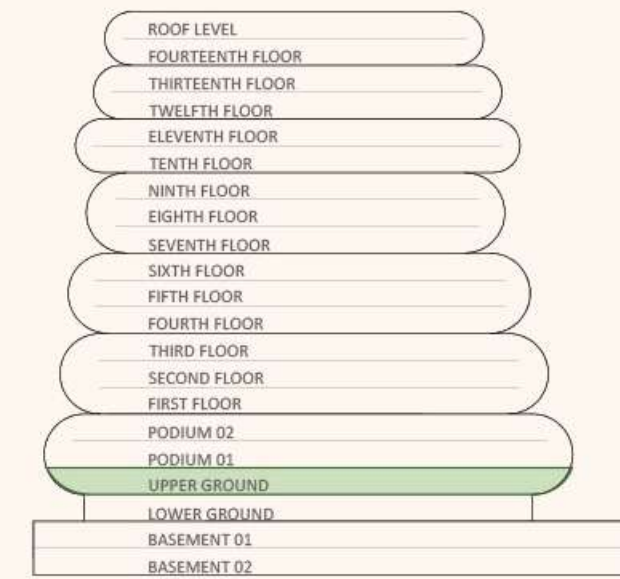 ROOF LEVEL
FOURTEENTH FLOOR
THIRTEENTH FLOOR
TWELFTH FLOOR
ELEVENTH FLOOR
TENTH FLOOR
NINTH FLOOR
EIGHTH FLOOR
SEVENTH FLOOR
SIXTH FLOOR
FIFTH FLOOR
FOURTH FLOOR
THIRD FLOOR
SECOND FLOOR
FIRST FLOOR
PODIUM 02
PODIUM 01
UPPER GROUND
LOWER GROUND
BASEMENT 01
BASEMENT 02